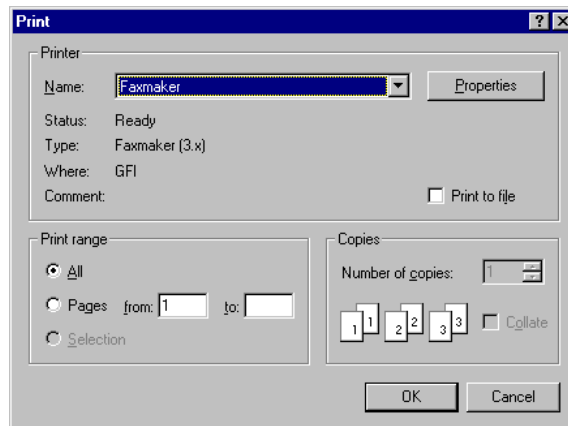 Print
Printer
Name: Faxmaker Properties
Status: Ready
Type: Faxmaker (3.x)
Where: GFI
Comment: Print to file
Print range
All
Pages from: 1 to:
Selection
Copies
Number of copies: 1
1 1 2 2 3 3 Collate
OK Cancel